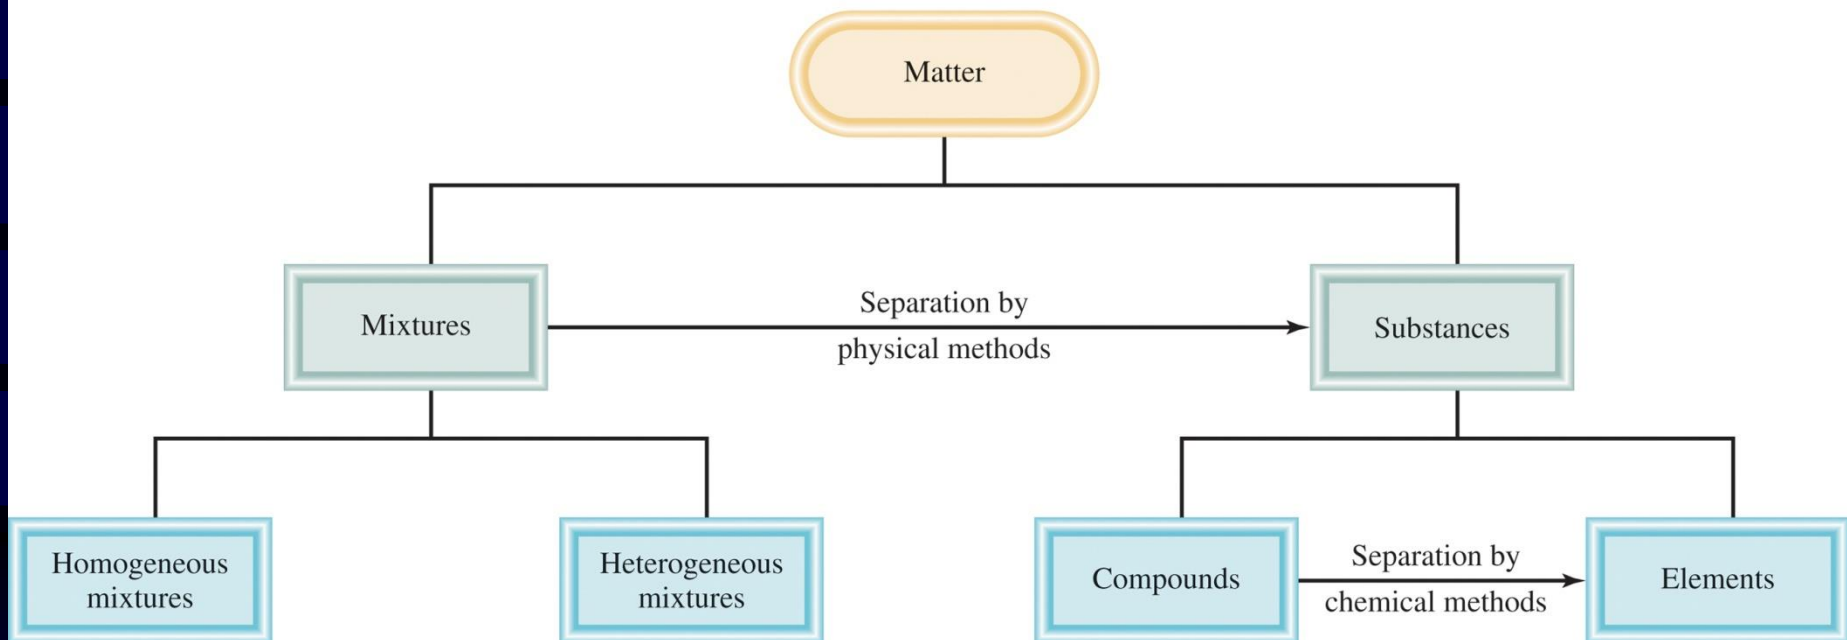 Matter
Mixtures
Separation by
physical methods
Substances
Homogeneous
mixtures
Heterogeneous
mixtures
Compounds
Separation by
chemical methods
Elements